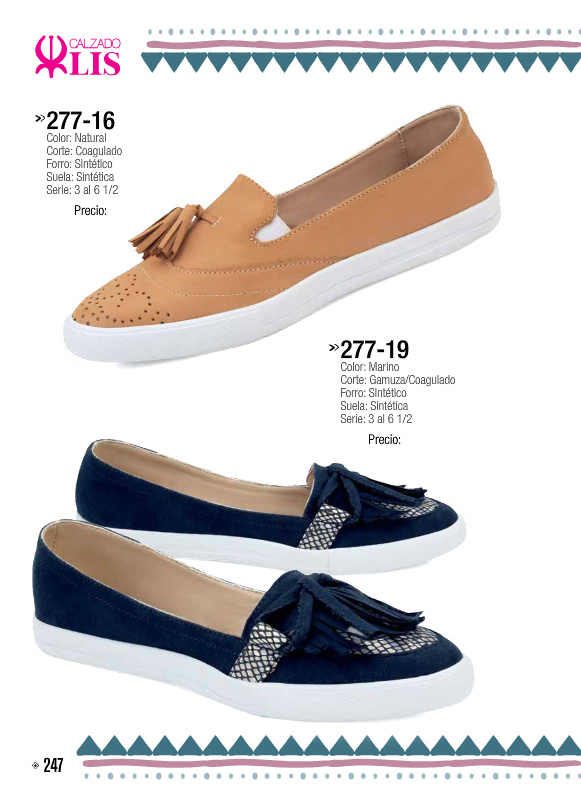 CALZADO
LIS
277-16
Color: Natural
Corte: Coagulado
Forro: Sintético
Suela: Sintética
Serie: 3 al 6 1/2
Precio:
277-19
Color: Marino
Corte: Gamuza/Coagulado
Forro: Sintético
Suela: Sintética
Serie: 3 al 6 1/2
Precio:
247